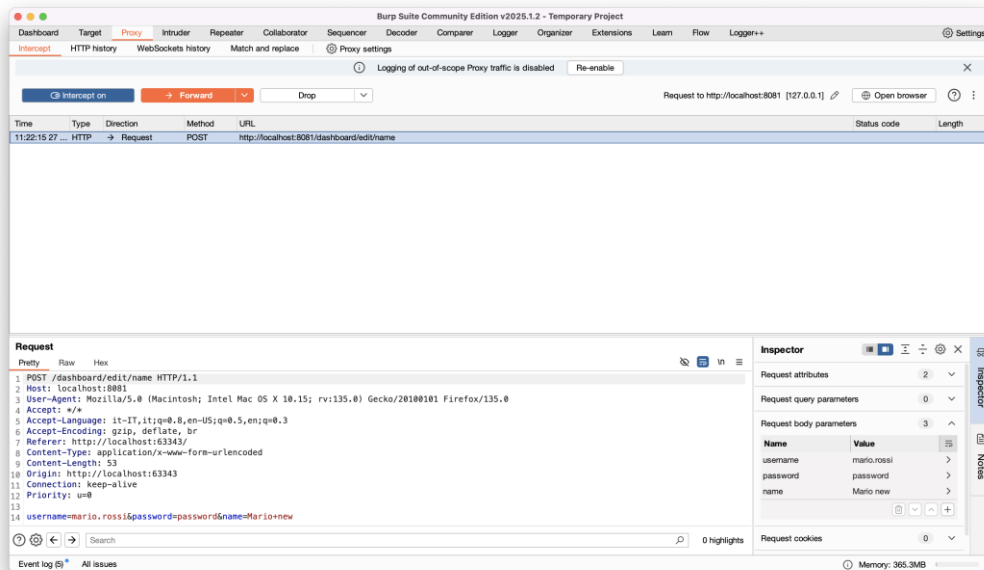 Burp Suite Community Edition v2025.1.2 - Temporary Project
Dashboard Target Proxy Intruder Repeater Collaborator Sequencer Decoder Comparer Logger Organizer Extensions Learn Flow Logger++ Settings
Intercept HTTP history WebSockets history Match and replace Proxy settings
Logging of out-of-scope Proxy traffic is disabled Re-enable
Intercept on Forward Drop Request to http://localhost:8081 [127.0.0.1] Open browser
Time Type Direction Method URL Status code Length
11:22:15 27 ... HTTP → Request POST http://localhost:8081/dashboard/edit/name
Request
Pretty Raw Hex \n
1 POST /dashboard/edit/name HTTP/1.1
2 Host: localhost:8081
3 User-Agent: Mozilla/5.0 (Macintosh; Intel Mac OS X 10.15; rv:135.0) Gecko/20100101 Firefox/135.0
4 Accept: */*
5 Accept-Language: it-IT,it;q=0.8,en-US;q=0.5,en;q=0.3
6 Accept-Encoding: gzip, deflate, br
7 Referer: http://localhost:63343/
8 Content-Type: application/x-www-form-urlencoded
9 Content-Length: 53
10 Origin: http://localhost:63343
11 Connection: keep-alive
12 Priority: u=0
13
14 username=mario.rossi&password=password&name=Mario+new
Search 0 highlights
Inspector
Request attributes 2
Request query parameters 0
Request body parameters 3
Name Value
username mario.rossi
password password
name Mario new
Request cookies 0
Inspector
Notes
Event log (5) All issues Memory: 365.3MB